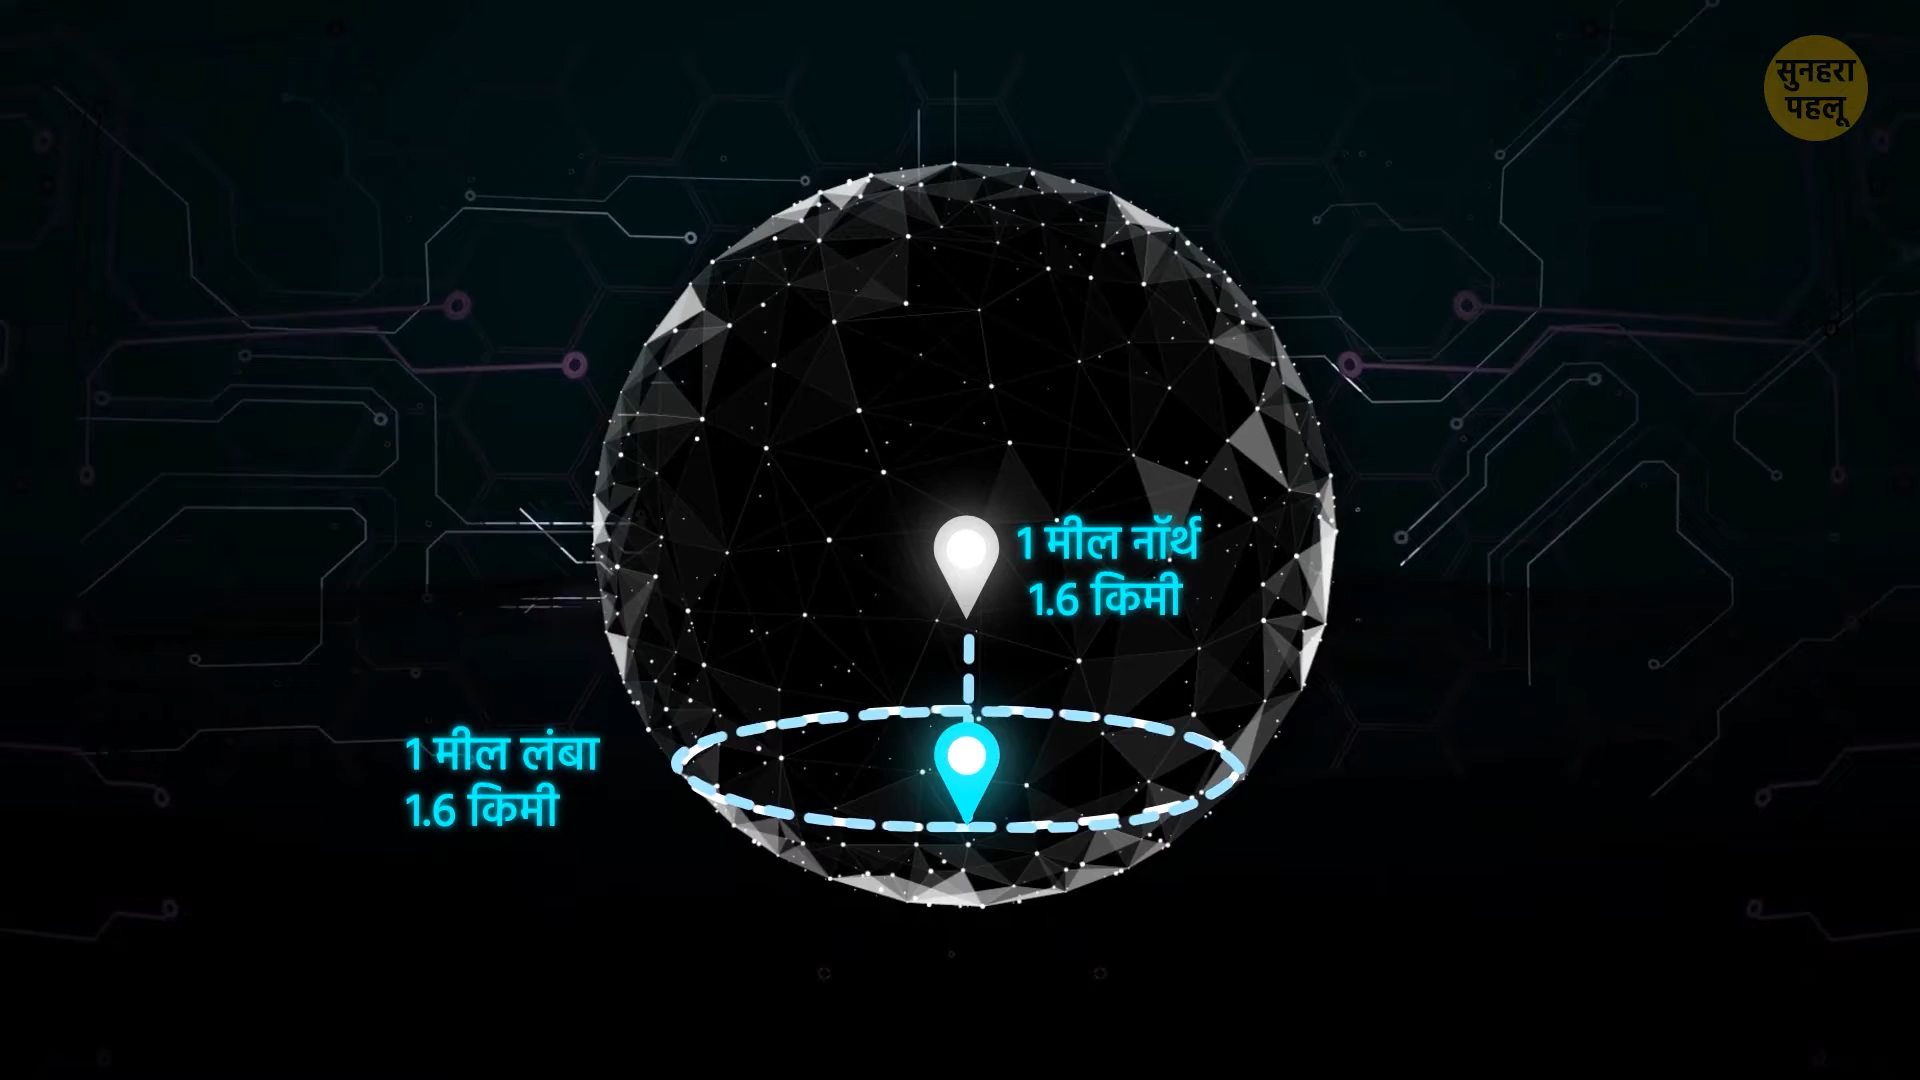 सुनहरा
पहलू
1 मील नॉर्थ
1.6 किमी
1 मील लंबा
1.6 किमी